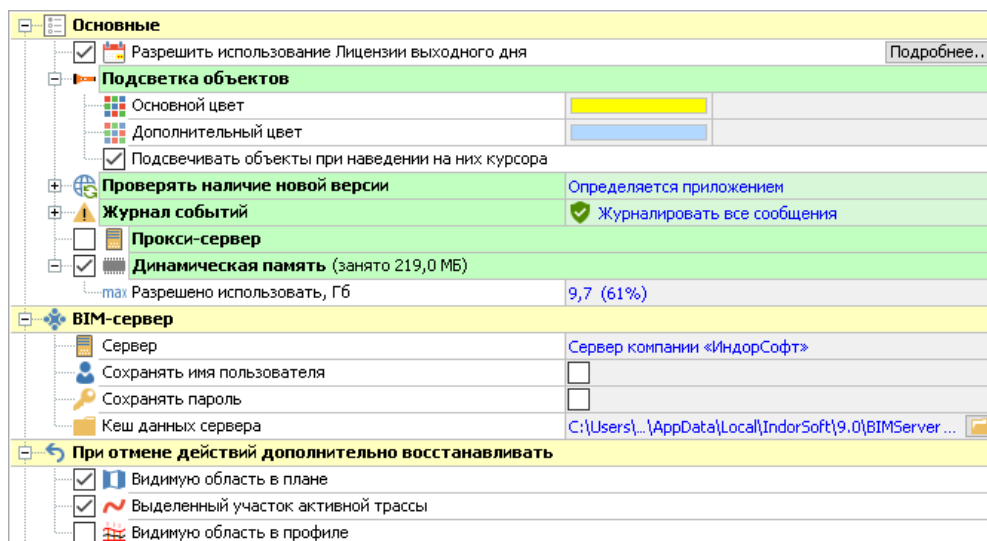 Основные
Разрешить использование Лицензии выходного дня Подробнее..
Подсветка объектов
Основной цвет
Дополнительный цвет
Подсвечивать объекты при наведении на них курсора
Проверять наличие новой версии Определяется приложением
Журнал событий Журналировать все сообщения
Прокси-сервер
Динамическая память (занято 219,0 МБ)
max Разрешено использовать, Гб 9,7 (61%)
BIM-сервер
Сервер Сервер компании «ИндорСофт»
Сохранять имя пользователя
Сохранять пароль
Кеш данных сервера C:\Users\...\AppData\Local\IndorSoft\9.0\BIMServer ...
При отмене действий дополнительно восстанавливать
Видимую область в плане
Выделенный участок активной трассы
Видимую область в профиле